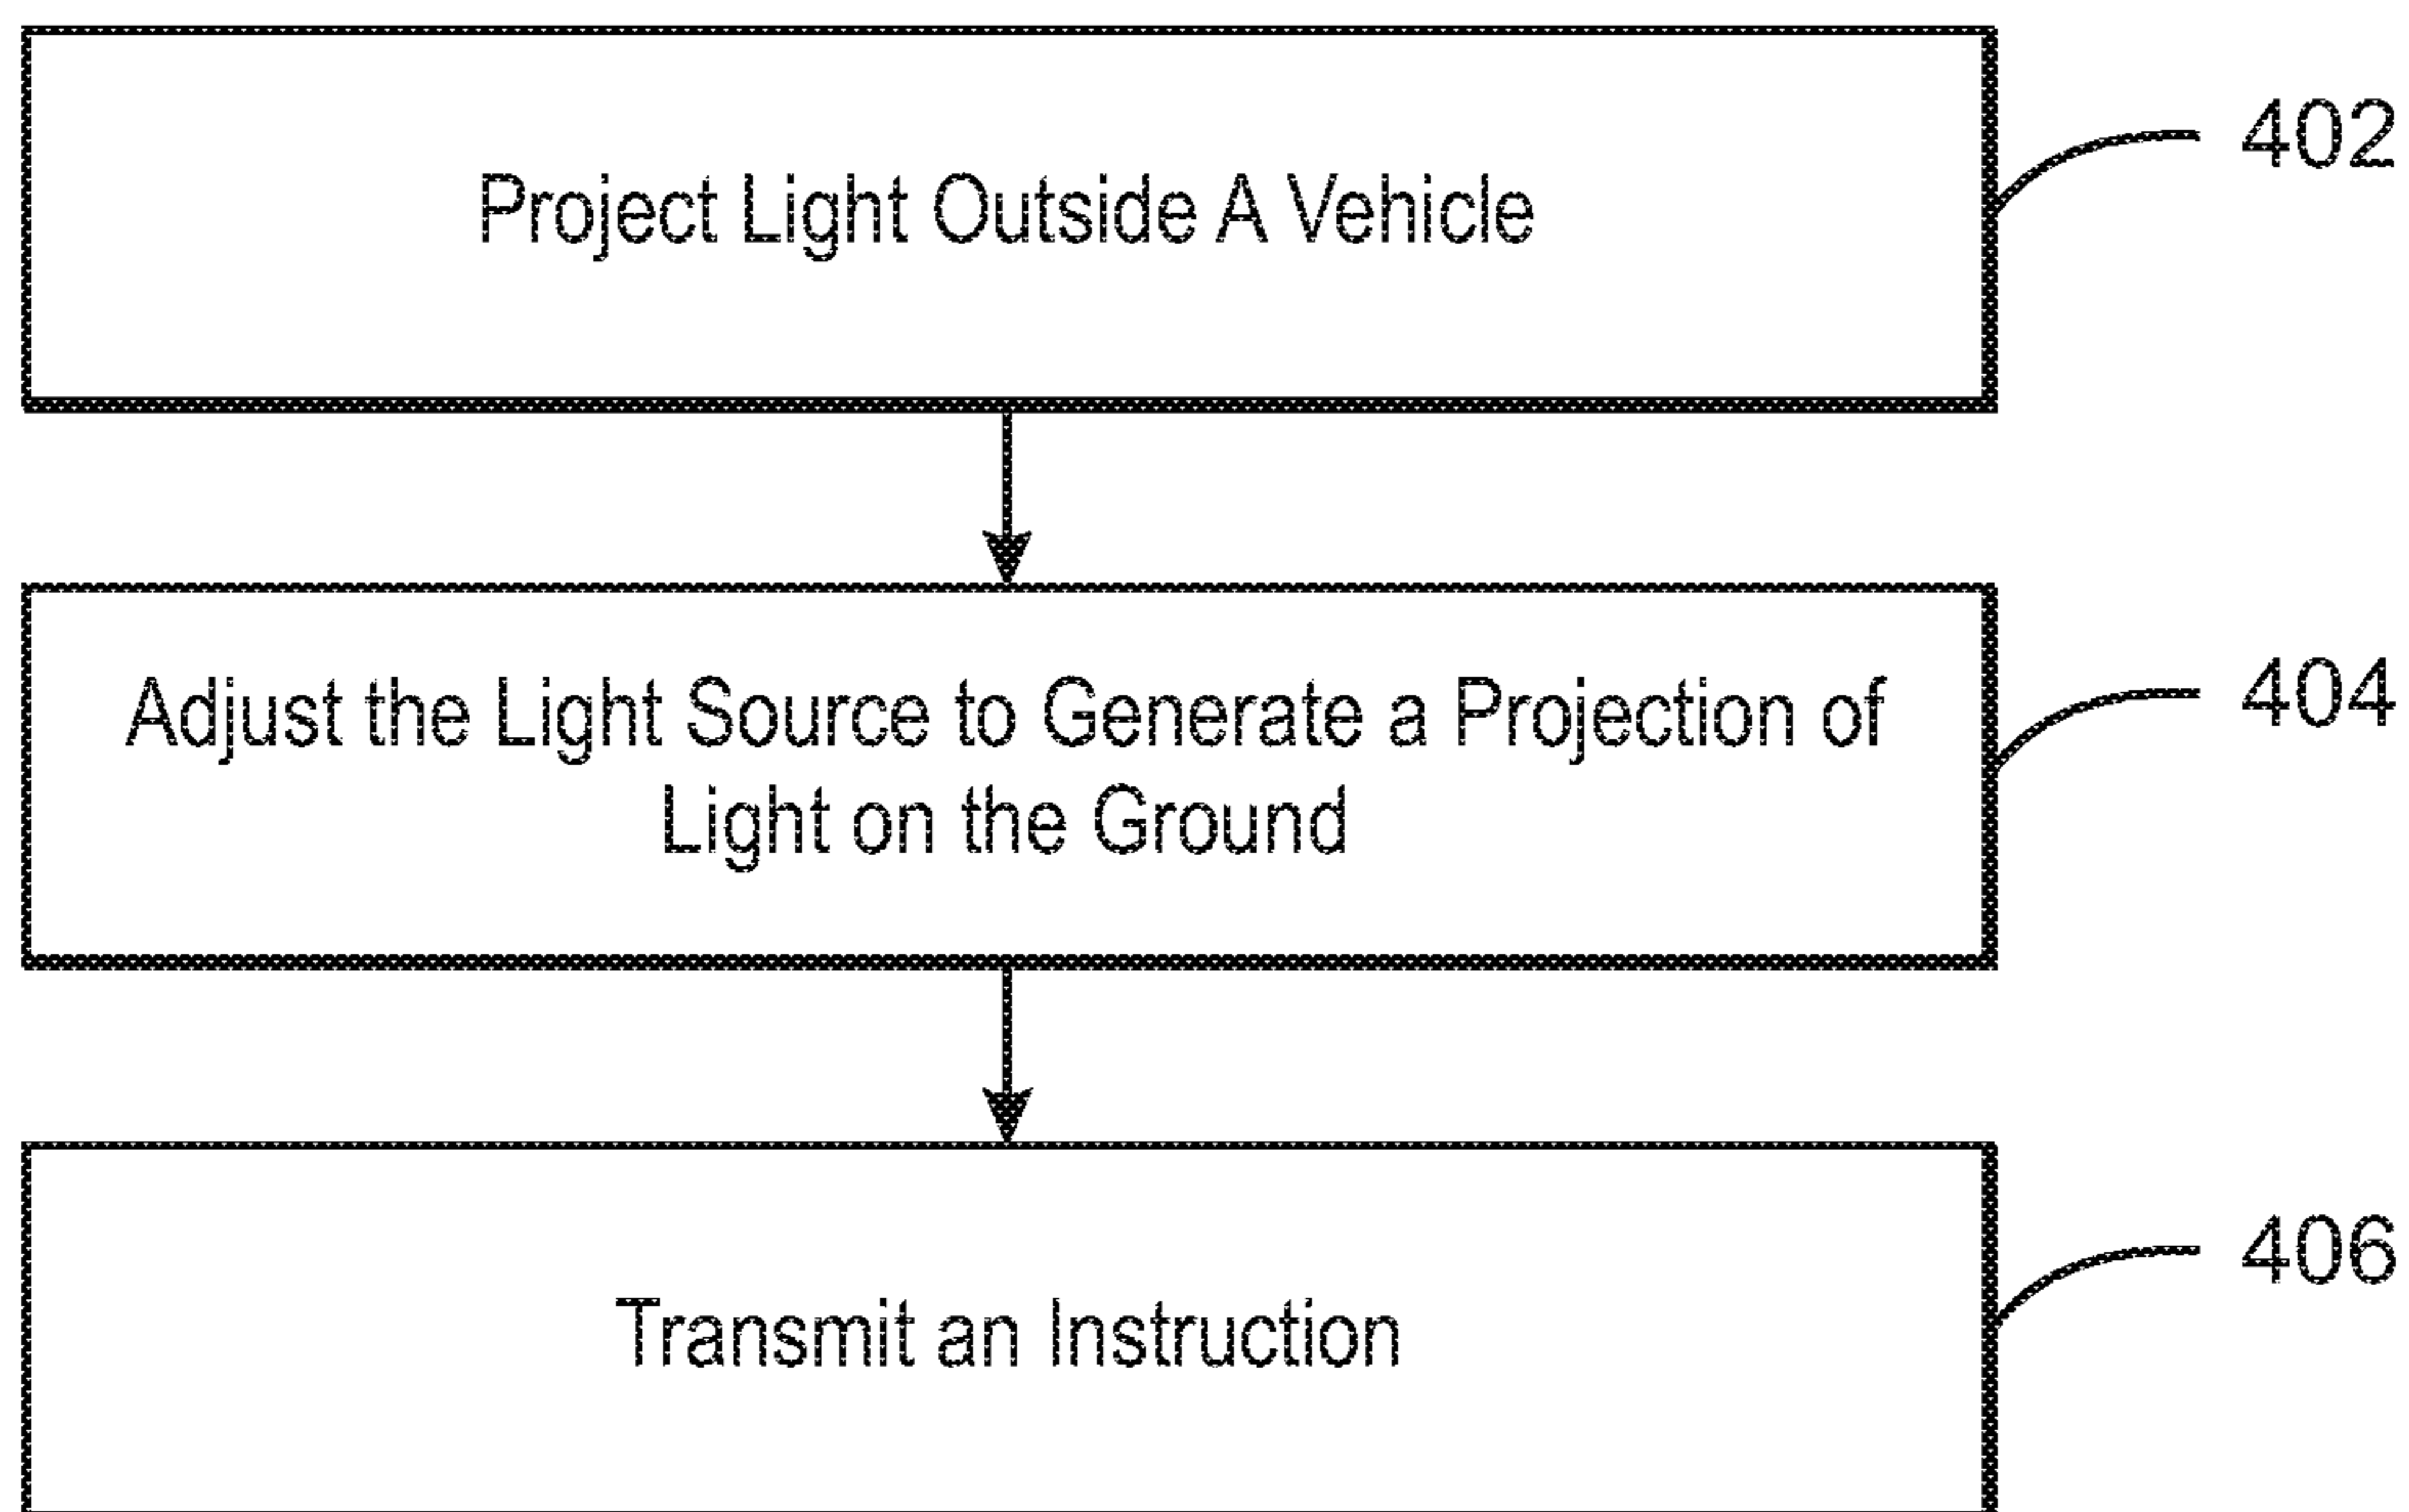 Project Light Outside A Vehicle
402
Adjust the Light Source to Generate a Projection of
Light on the Ground
404
Transmit an Instruction
406